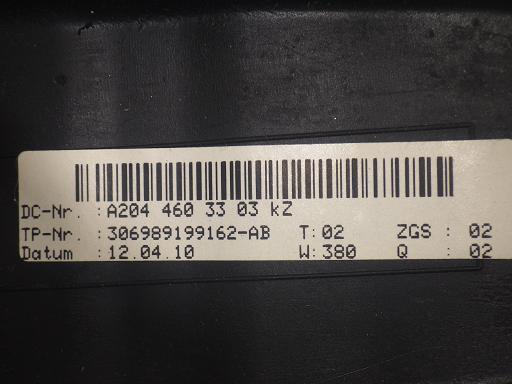 DC-Nr. :A204 460 33 03 kZ
TP-Nr. :306989199162-AB T:02 ZGS : 02
Datum :12.04.10 W:380 Q : 02